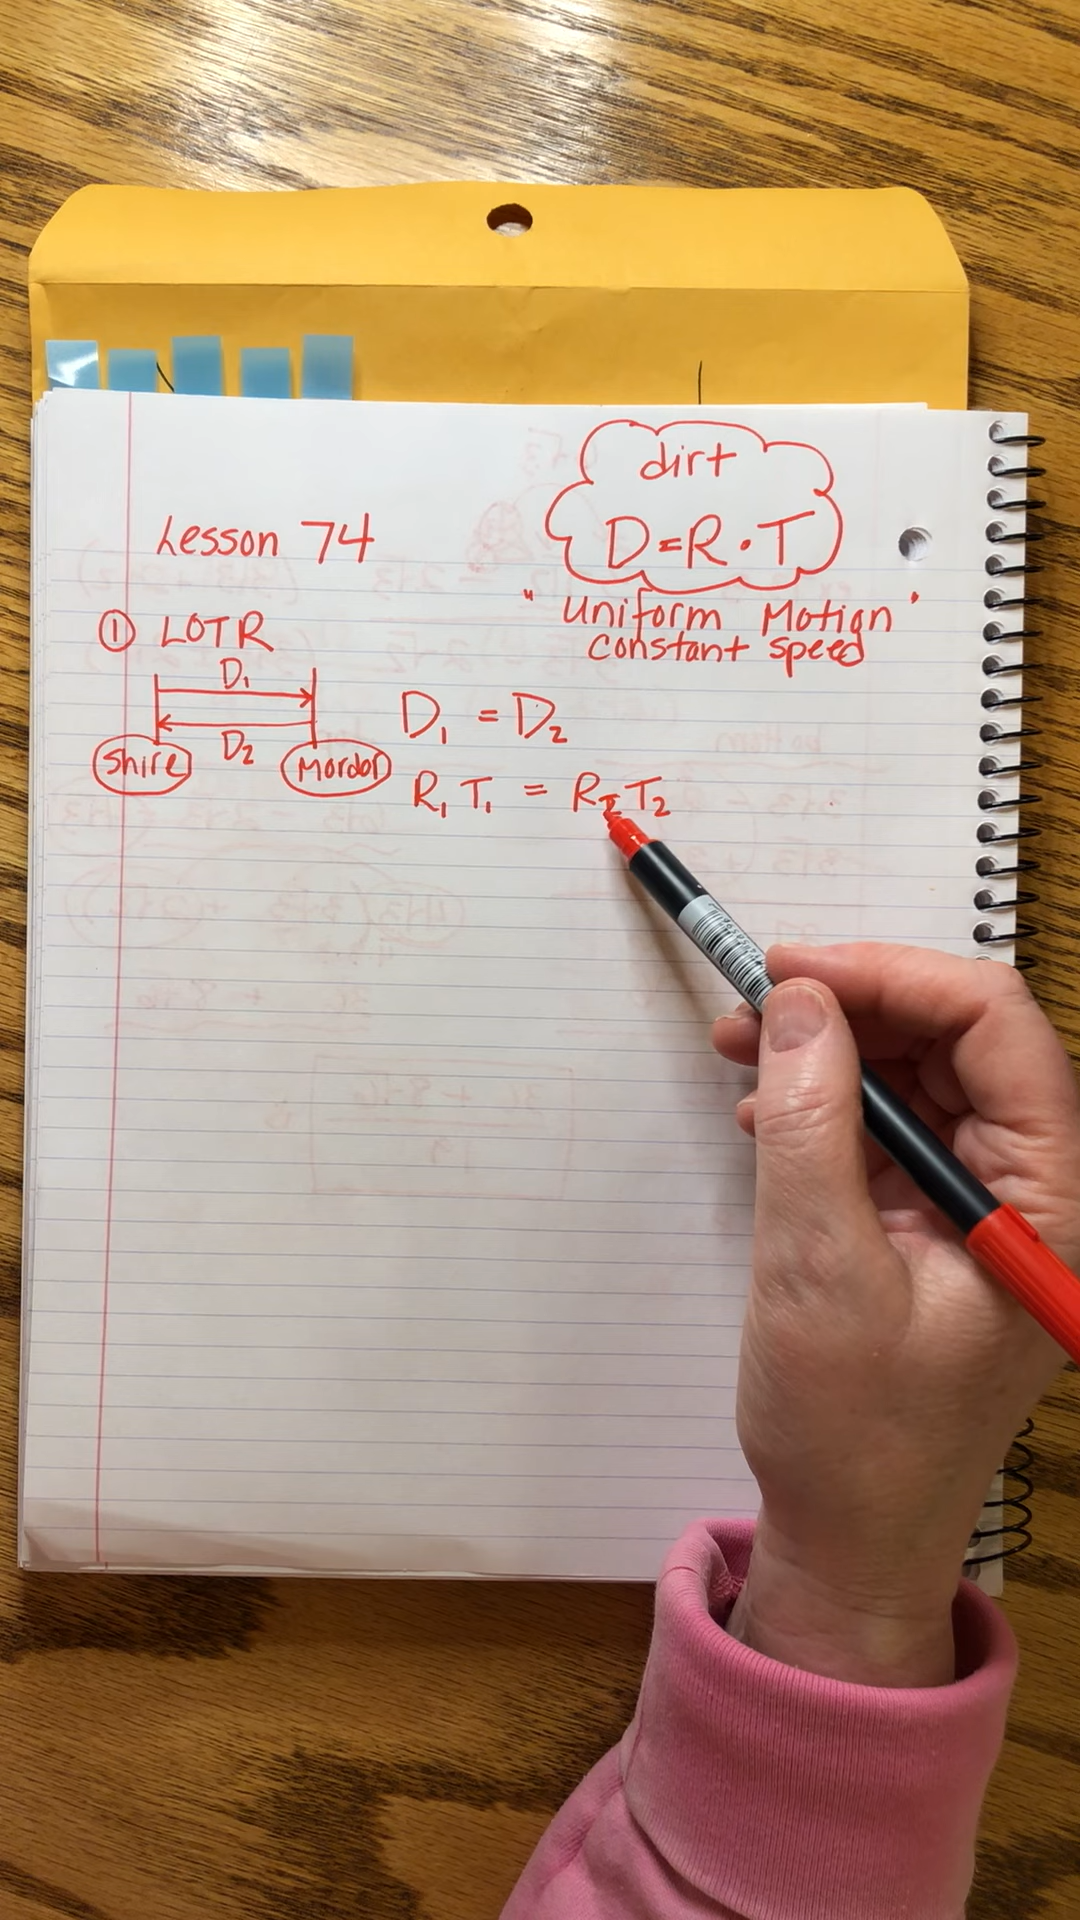 dirt
D=R·T
Lesson 74
"Uniform Motion"
constant speed
① LOTR
D₁
D₂
Shire
Mordor
D₁ = D₂
R₁ T₁ = R₂ T₂